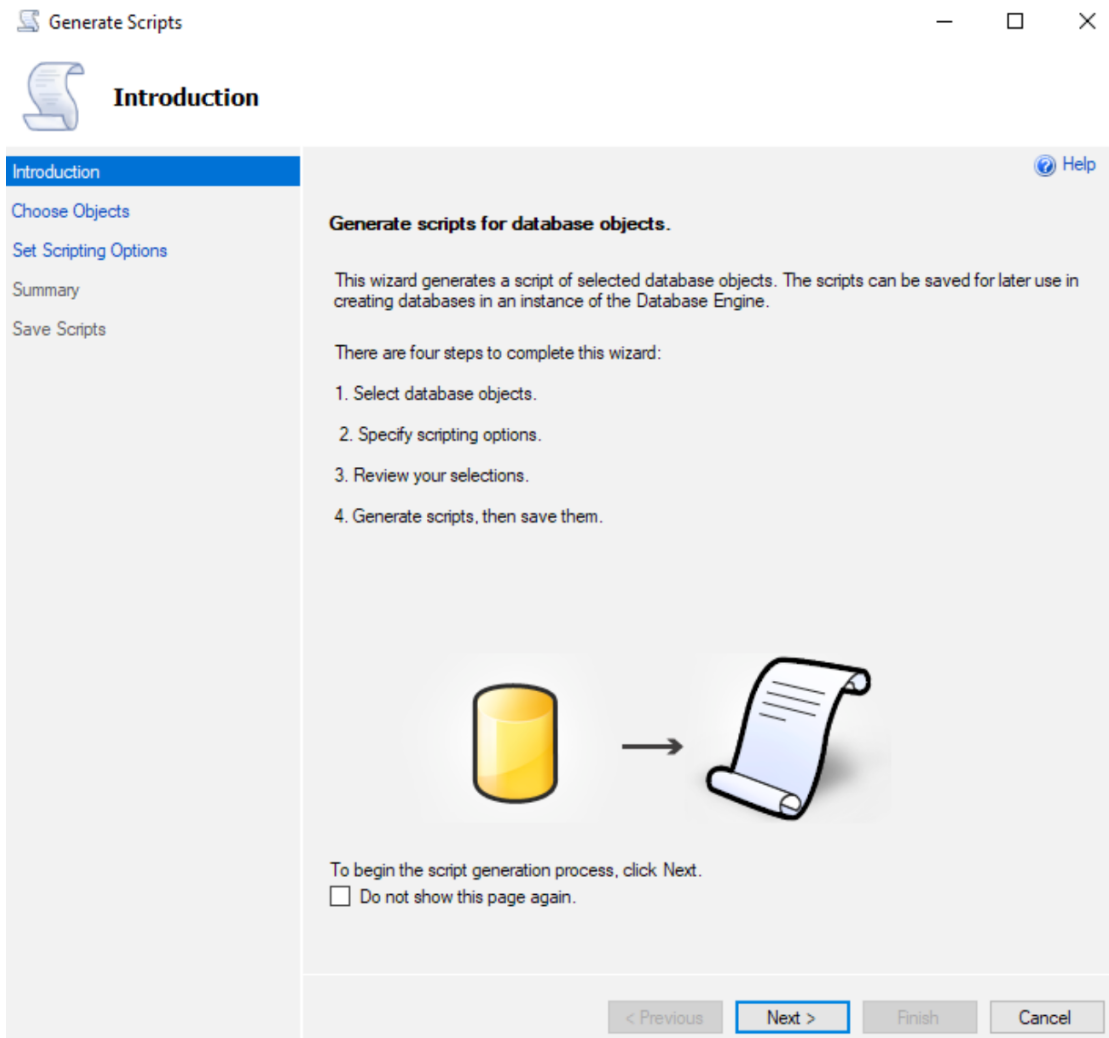 Generate Scripts
Introduction
Introduction
Choose Objects
Set Scripting Options
Summary
Save Scripts
Help
Generate scripts for database objects.
This wizard generates a script of selected database objects. The scripts can be saved for later use in
creating databases in an instance of the Database Engine.
There are four steps to complete this wizard:
1. Select database objects.
2. Specify scripting options.
3. Review your selections.
4. Generate scripts, then save them.
To begin the script generation process, click Next.
Do not show this page again.
< Previous
Next >
Finish
Cancel